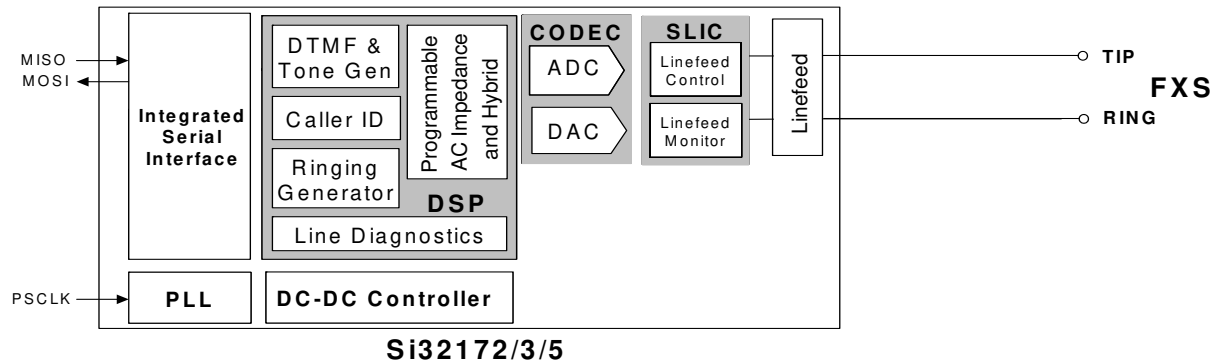 MISO
MOSI
Integrated
Serial
Interface
DTMF &
Tone Gen
Caller ID
Ringing
Generator
Programmable
AC Impedance
and Hybrid
DSP
Line Diagnostics
CODEC
ADC
DAC
SLIC
Linefeed
Control
Linefeed
Monitor
Linefeed
TIP
FXS
RING
PSCLK
PLL
DC-DC Controller
Si32172/3/5